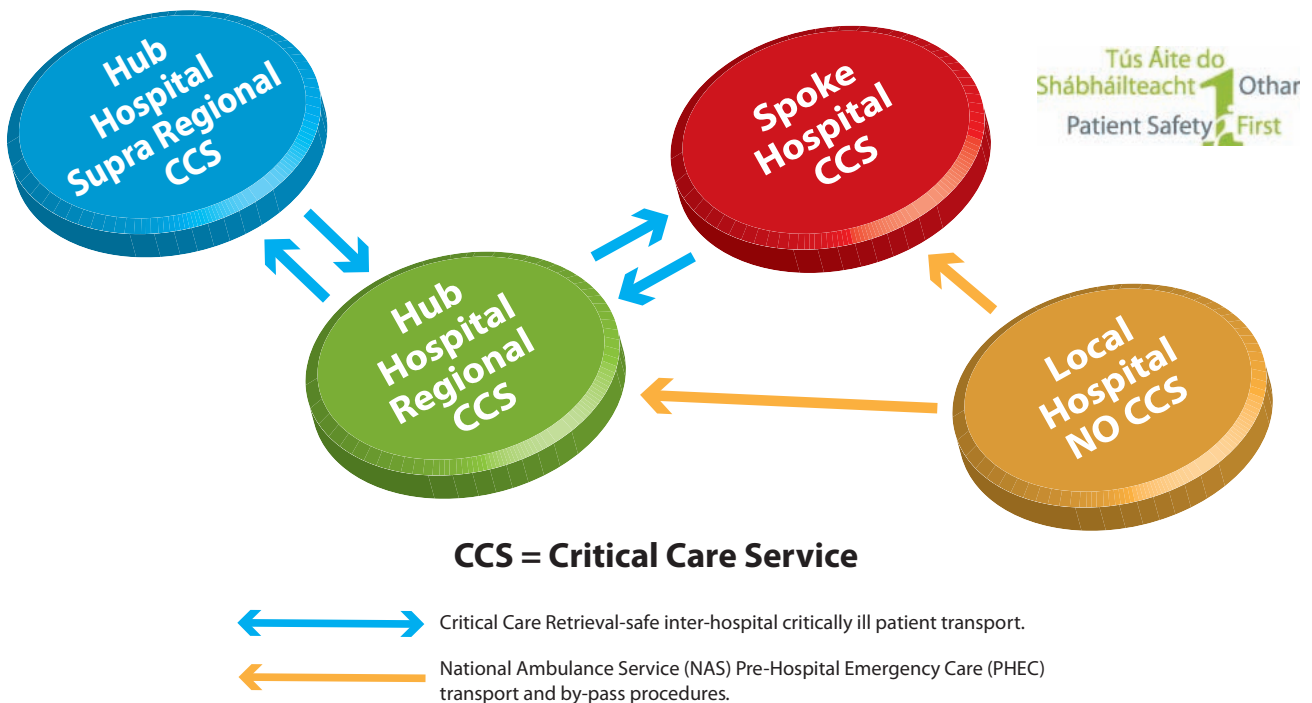 Hub
Hospital
Supra Regional
CCS
Spoke
Hospital
CCS
Tús Áite do
Shábháilteacht 1 Othar
Patient Safety First
Hub
Hospital
Regional
CCS
Local
Hospital
NO CCS
CCS = Critical Care Service
Critical Care Retrieval-safe inter-hospital critically ill patient transport.
National Ambulance Service (NAS) Pre-Hospital Emergency Care (PHEC)
transport and by-pass procedures.